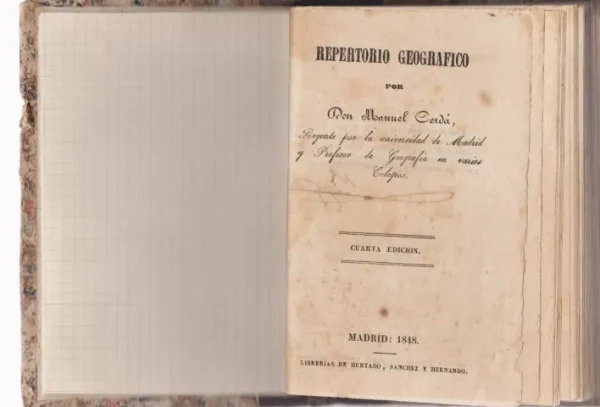 REPERTORIO GEOGRAFICO
POR
Don Manuel Cerdá,
Regente por la universidad de Madrid
y Profesor de Geografía en varios
Colegios.
CUARTA EDICION.
MADRID: 1848.
LIBRERIAS DE HURTADO, SANCHEZ Y HERNANDO.